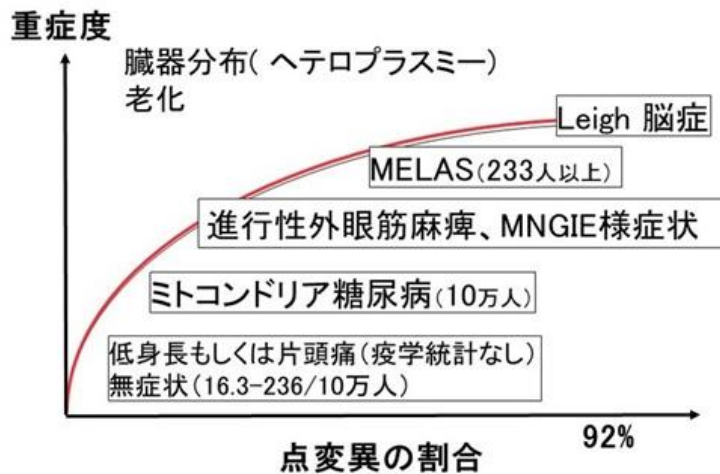 重症度
臓器分布( ヘテロプラスミー)
老化
Leigh 脳症
MELAS(233人以上)
進行性外眼筋麻痺、MNGIE様症状
ミトコンドリア糖尿病(10万人)
低身長もしくは片頭痛(疫学統計なし)
無症状(16.3-236/10万人)
92%
点変異の割合